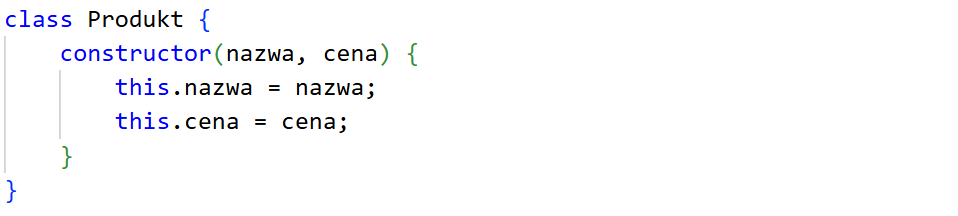 class Produkt {
    constructor(nazwa, cena) {
        this.nazwa = nazwa;
        this.cena = cena;
    }
}